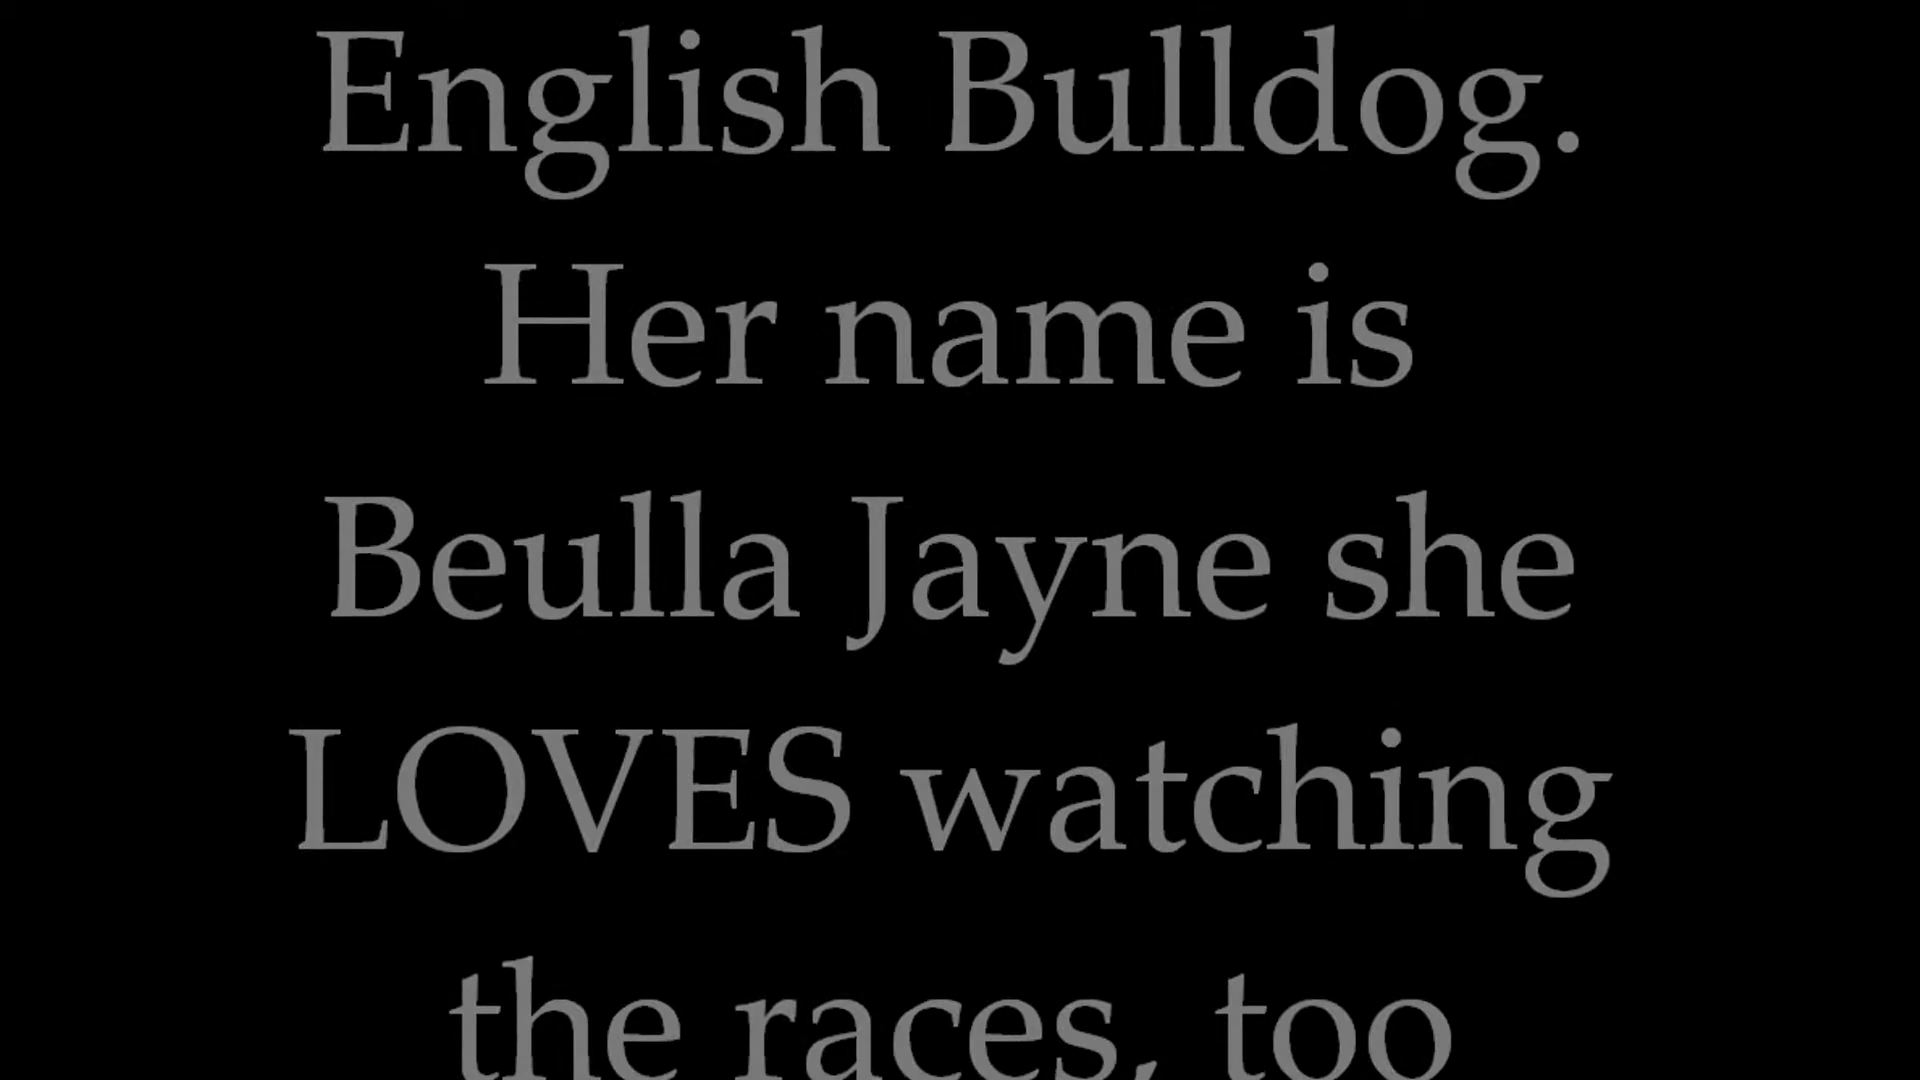 English Bulldog.
Her name is
Beulla Jayne she
LOVES watching
the races, too